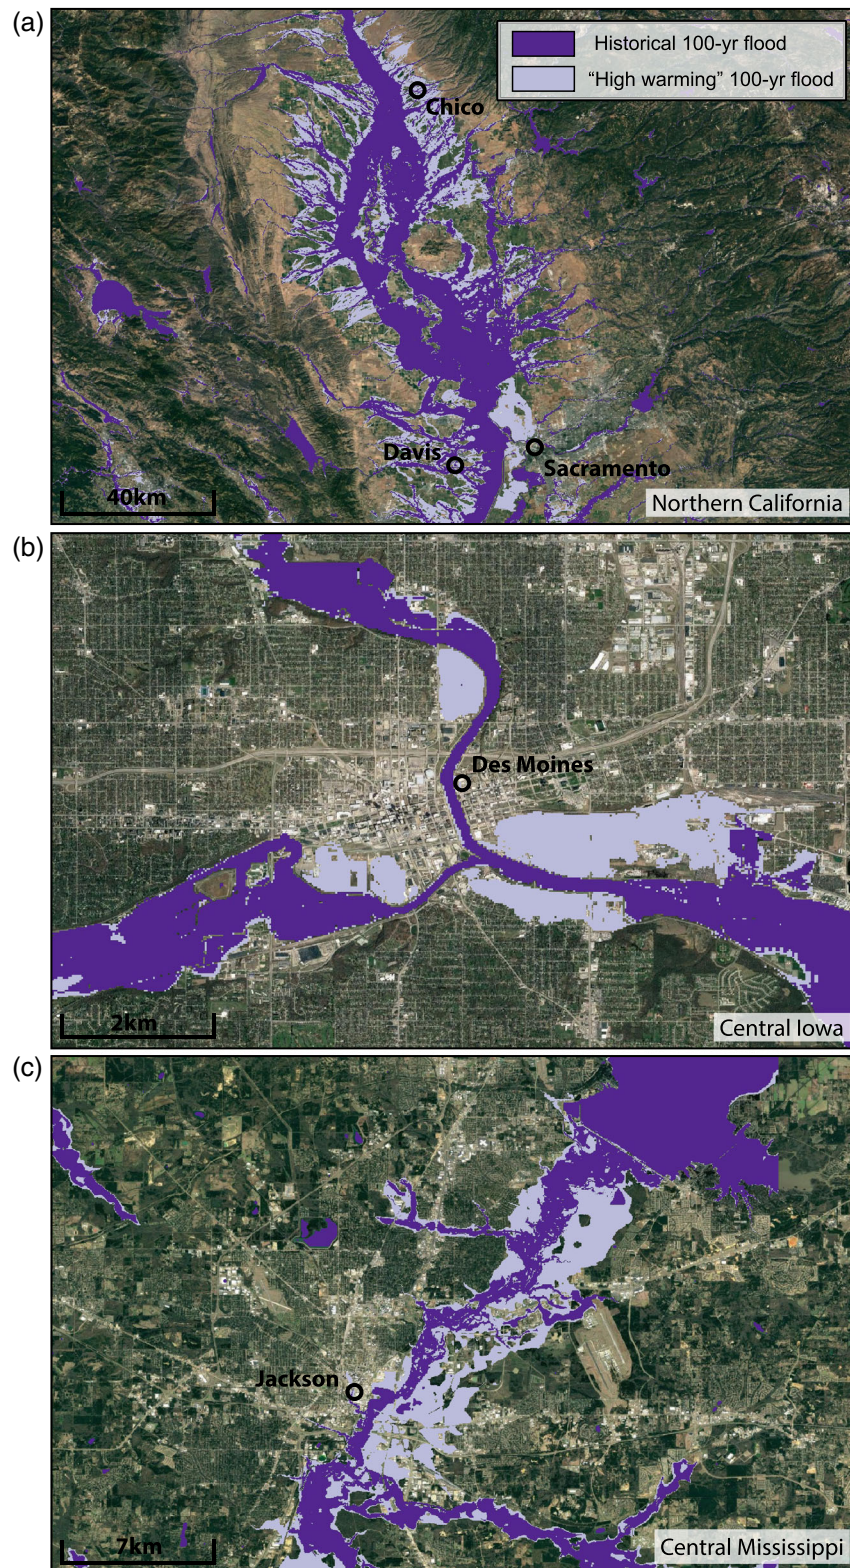 (a)
Historical 100-yr flood
“High warming” 100-yr flood
Chico
Davis
Sacramento
40km
Northern California
(b)
Des Moines
2km
Central Iowa
(c)
Jackson
7km
Central Mississippi